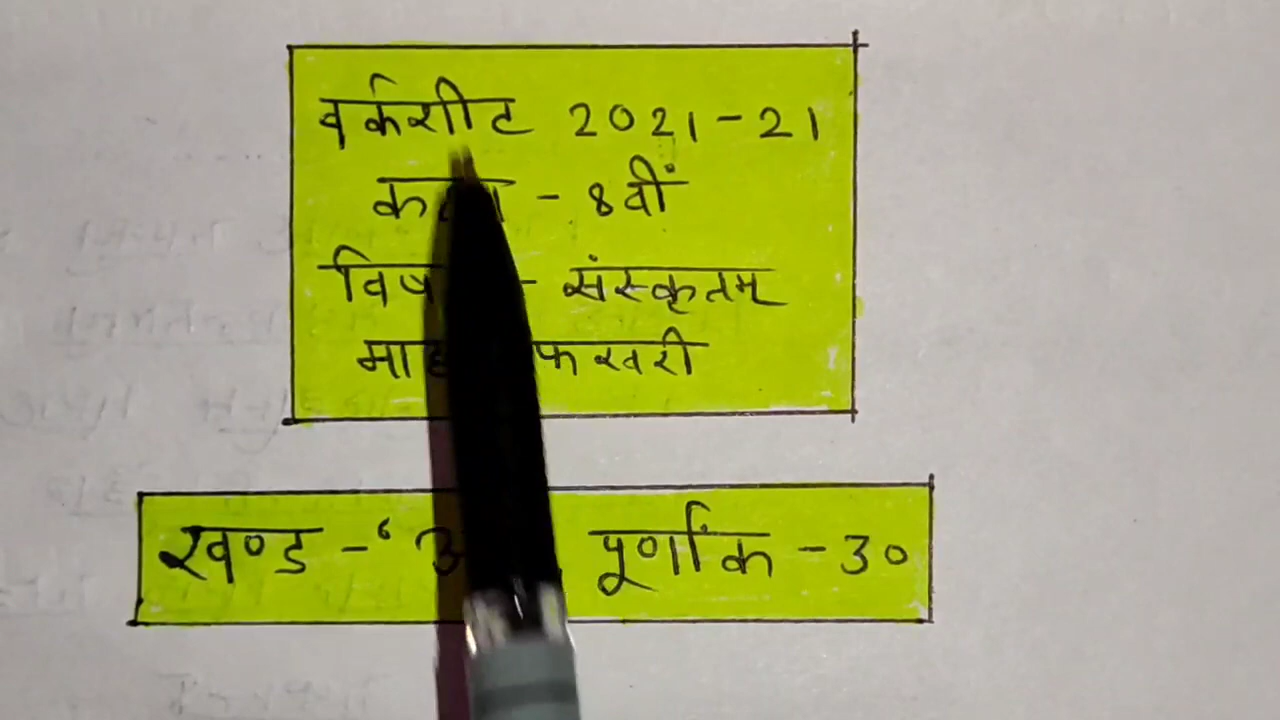 वर्कशीट 2021-21
- 8वीं
- संस्कृतम्
फरवरी
खण्ड - ' पूर्णांक - 30